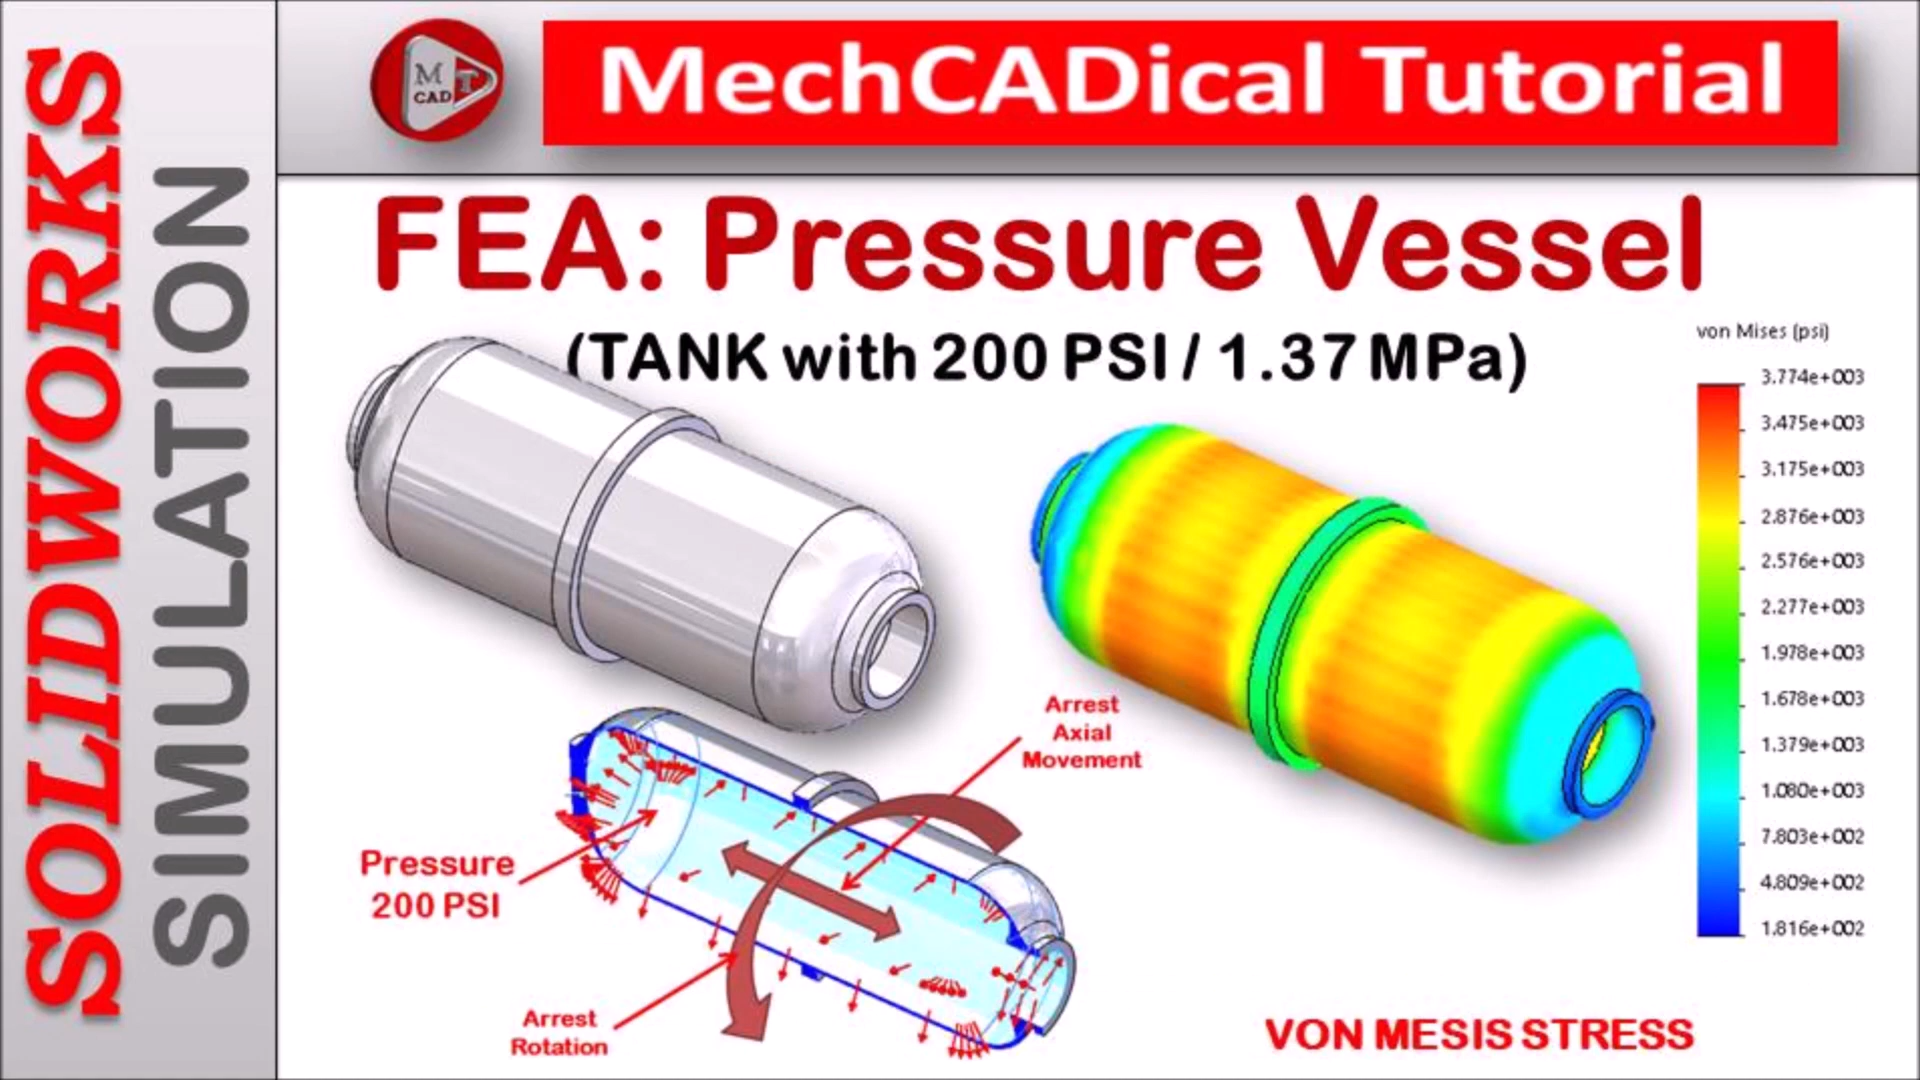 SOLIDWORKS
SIMULATION
M T
CAD
MechCADical Tutorial
FEA: Pressure Vessel
(TANK with 200 PSI / 1.37 MPa)
von Mises (psi)
3.774e+003
3.475e+003
3.175e+003
2.876e+003
2.576e+003
2.277e+003
1.978e+003
1.678e+003
1.379e+003
1.080e+003
7.803e+002
4.809e+002
1.816e+002
Arrest
Axial
Movement
Pressure
200 PSI
Arrest
Rotation
VON MESIS STRESS